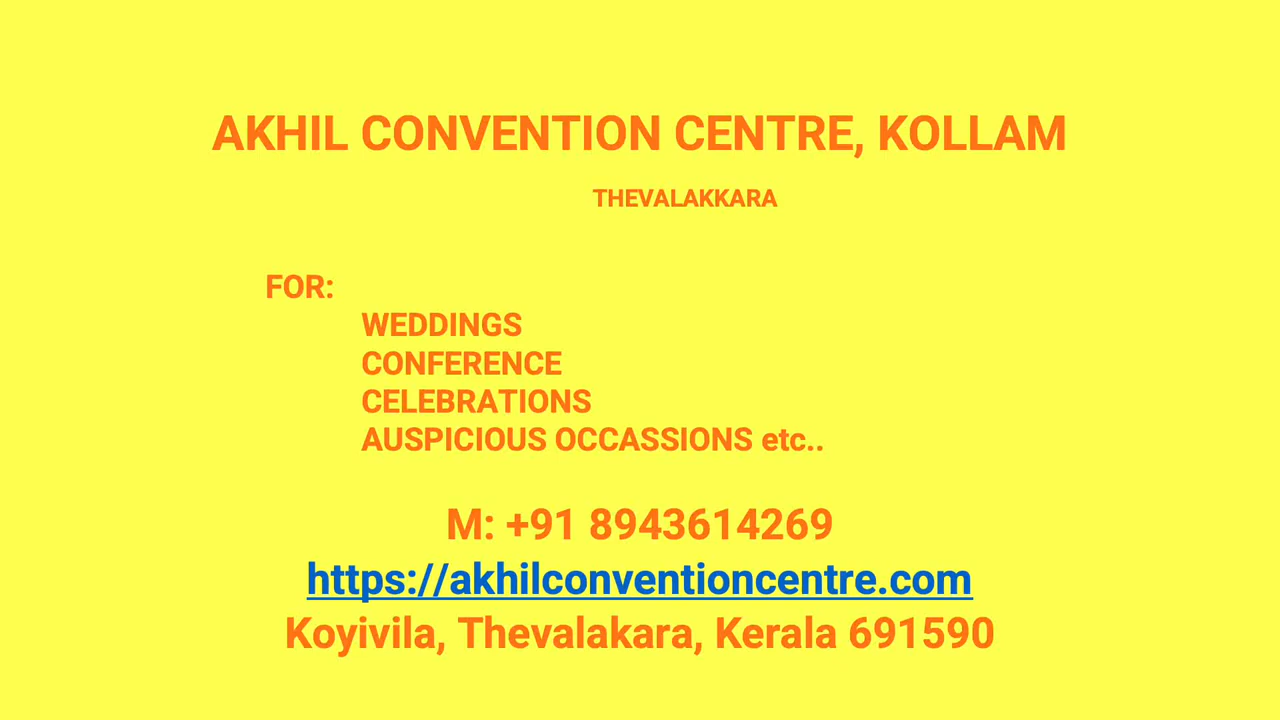 AKHIL CONVENTION CENTRE, KOLLAM
THEVALAKKARA
FOR:
WEDDINGS
CONFERENCE
CELEBRATIONS
AUSPICIOUS OCCASSIONS etc..
M: +91 8943614269
https://akhilconventioncentre.com
Koyivila, Thevalakara, Kerala 691590